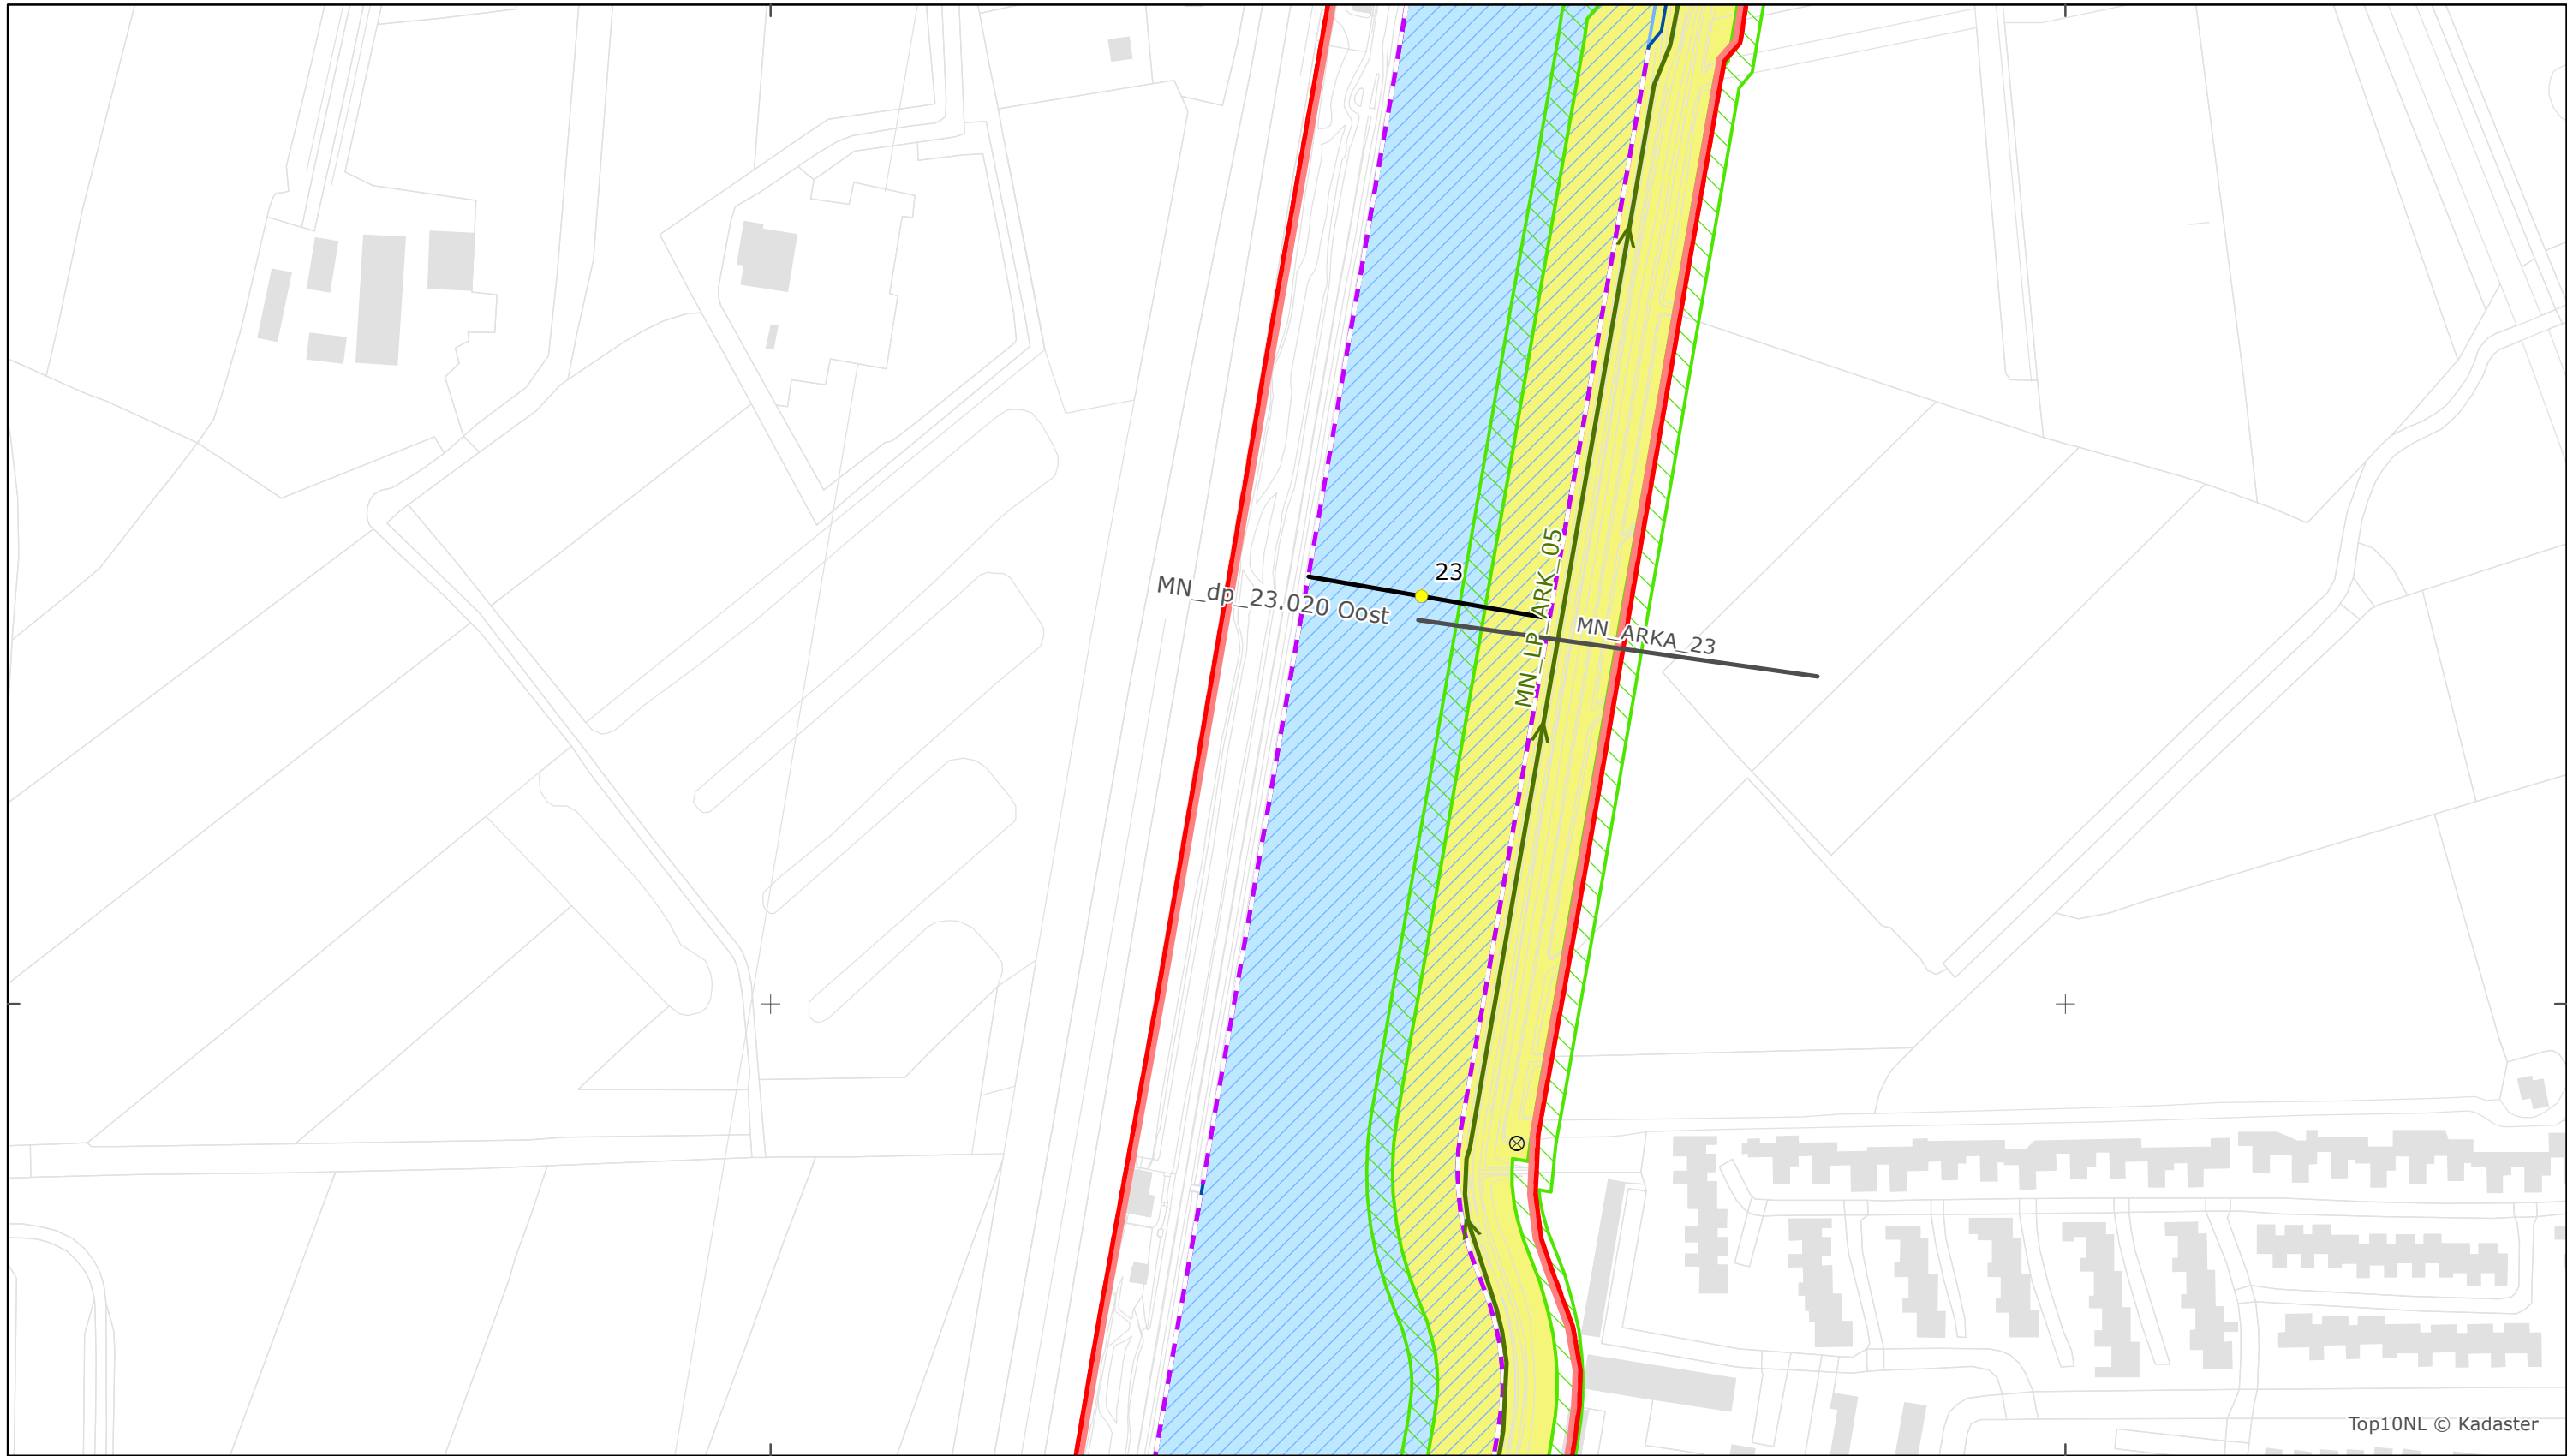 23
MN_dp_23.020 Oost
MN_LP_ARK_05
MN_ARKA_23
Top10NL © Kadaster